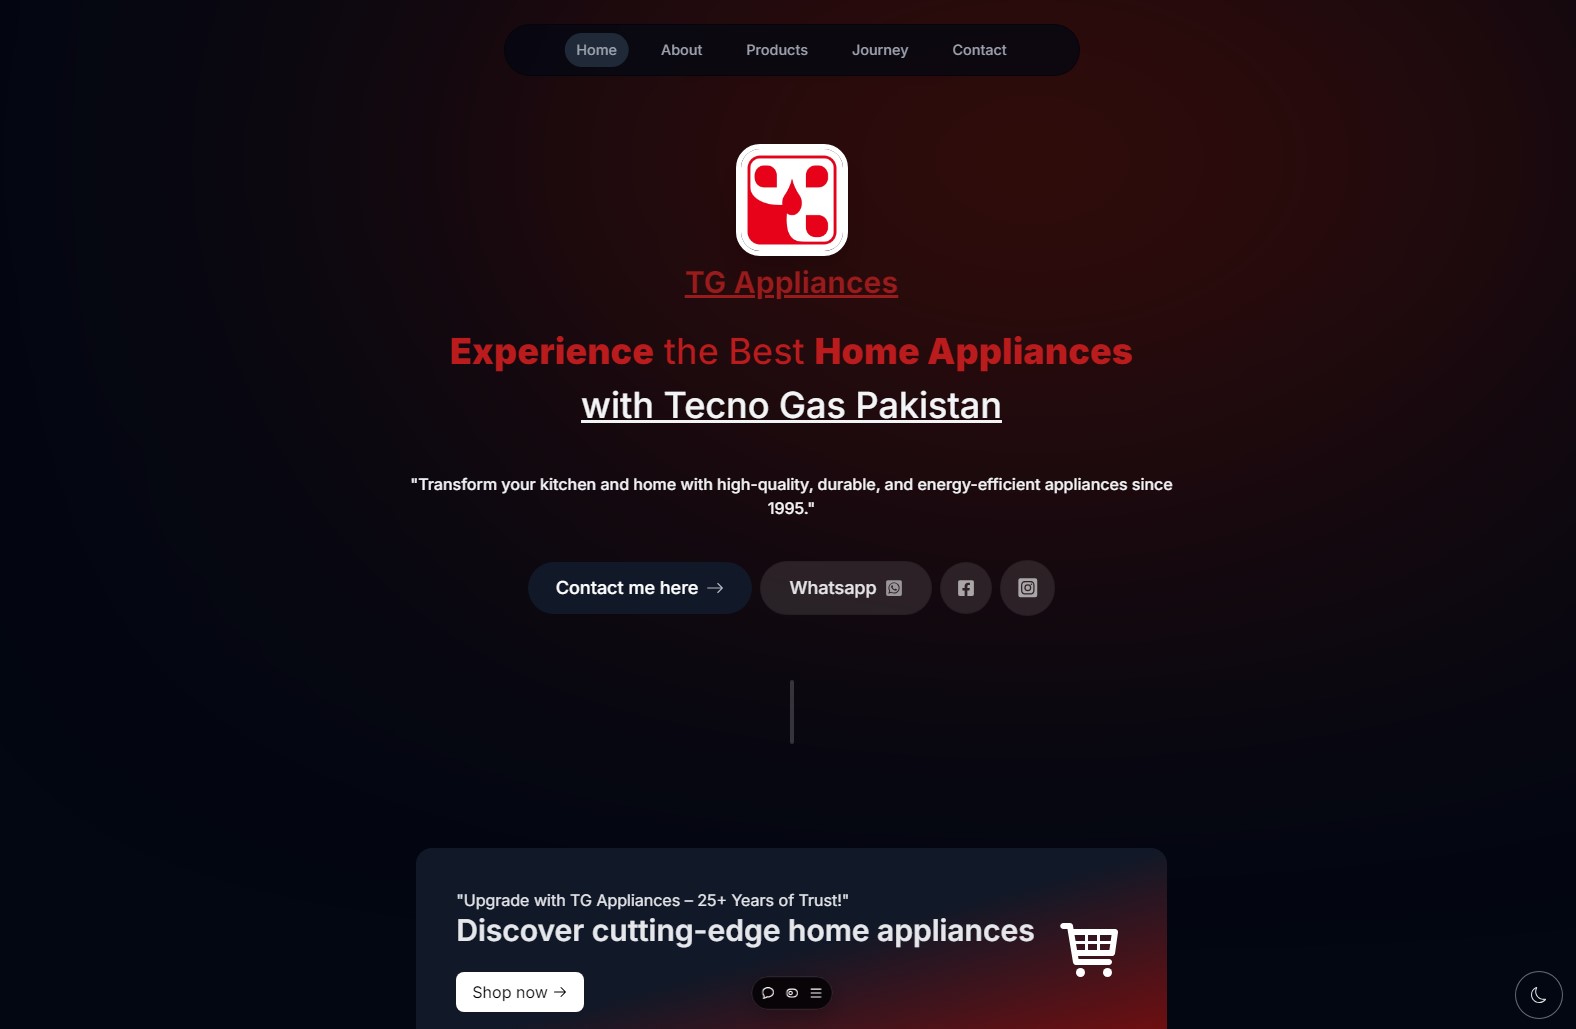 Home About Products Journey Contact
TG Appliances
Experience the Best Home Appliances
with Tecno Gas Pakistan
"Transform your kitchen and home with high-quality, durable, and energy-efficient appliances since
1995."
Contact me here → Whatsapp
"Upgrade with TG Appliances – 25+ Years of Trust!"
Discover cutting-edge home appliances
Shop now →